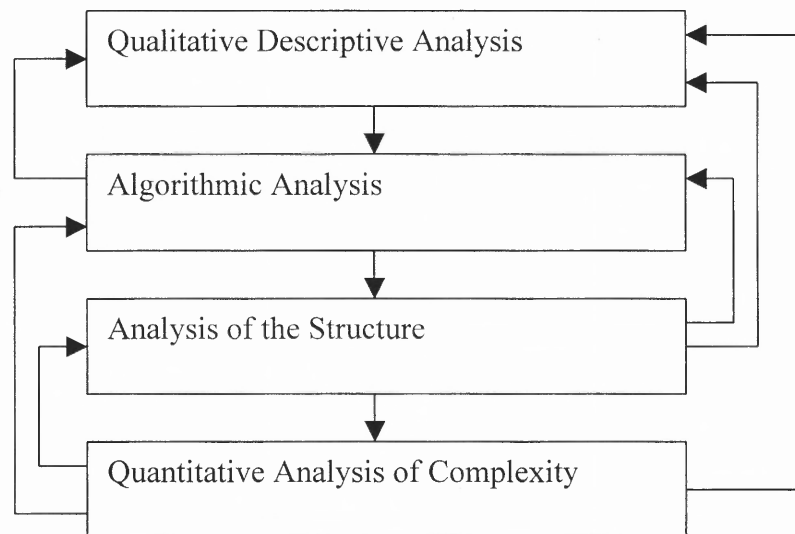 Qualitative Descriptive Analysis
Algorithmic Analysis
Analysis of the Structure
Quantitative Analysis of Complexity